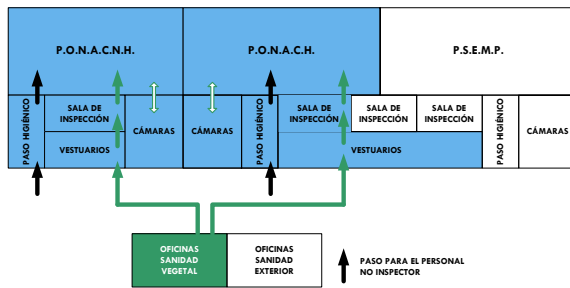 P.O.N.A.C.N.H.
P.O.N.A.C.H.
P.S.E.M.P.
PASO HIGIÉNICO
SALA DE
INSPECCIÓN
VESTUARIOS
CÁMARAS
CÁMARAS
PASO HIGIÉNICO
SALA DE
INSPECCIÓN
SALA DE
INSPECCIÓN
SALA DE
INSPECCIÓN
VESTUARIOS
PASO HIGIÉNICO
CÁMARAS
OFICINAS
SANIDAD
VEGETAL
OFICINAS
SANIDAD
EXTERIOR
PASO PARA EL PERSONAL
NO INSPECTOR